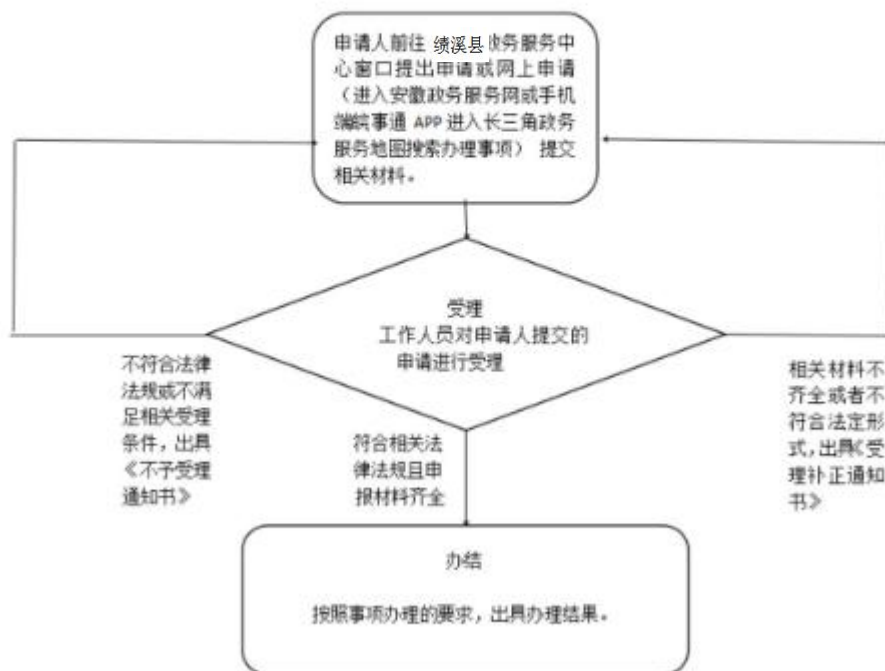 申请人前往 绩溪县政务服务中
心窗口提出申请或网上申请
（进入安徽政务服务网或手机
端皖事通 APP 进入长三角政务
服务地图搜索办理事项） 提交
相关材料。
受理
工作人员对申请人提交的
申请进行受理
不符合法律
法规或不满
足相关受理
条件，出具
《不予受理
通知书》
符合相关法
律法规且申
报材料齐全
相关材料不
齐全或者不
符合法定形
式，出具《受
理补正通知
书》
办结
按照事项办理的要求，出具办理结果。